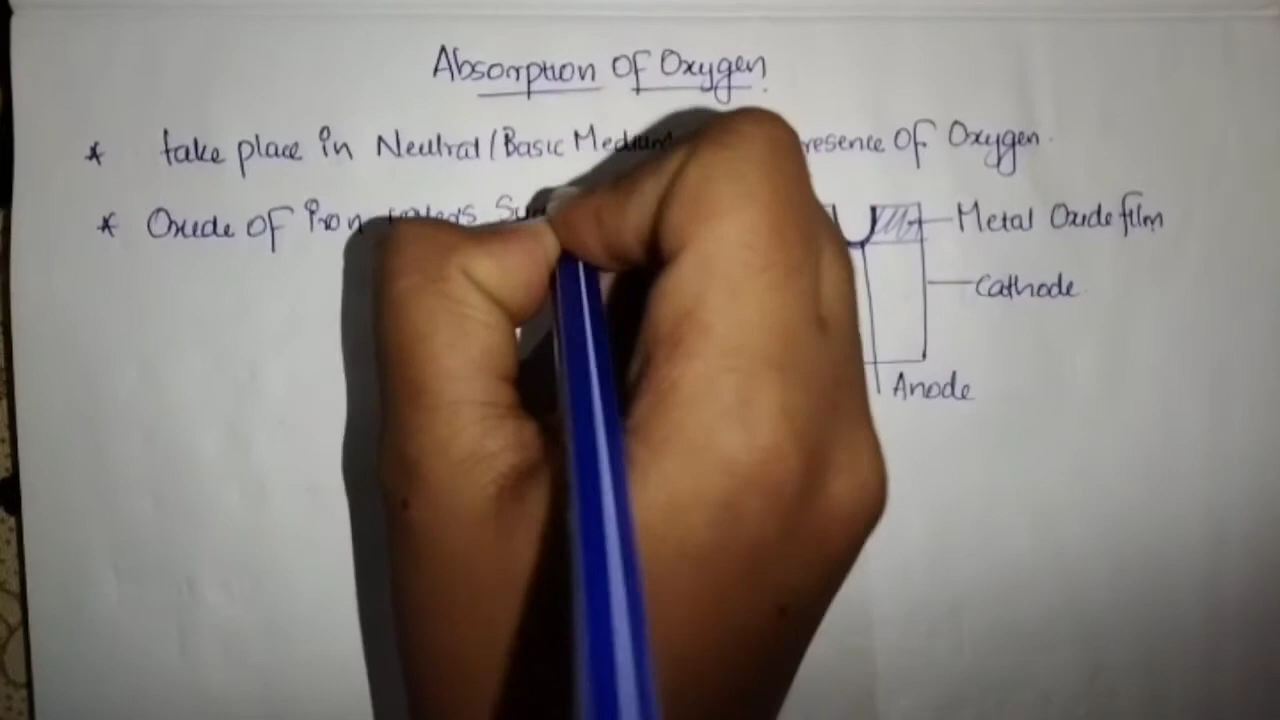 Absorption Of Oxygen
* take place in Neutral/Basic Medium resence Of Oxygen.
* Oxide Of Iron
Metal Oxide film
Cathode
Anode